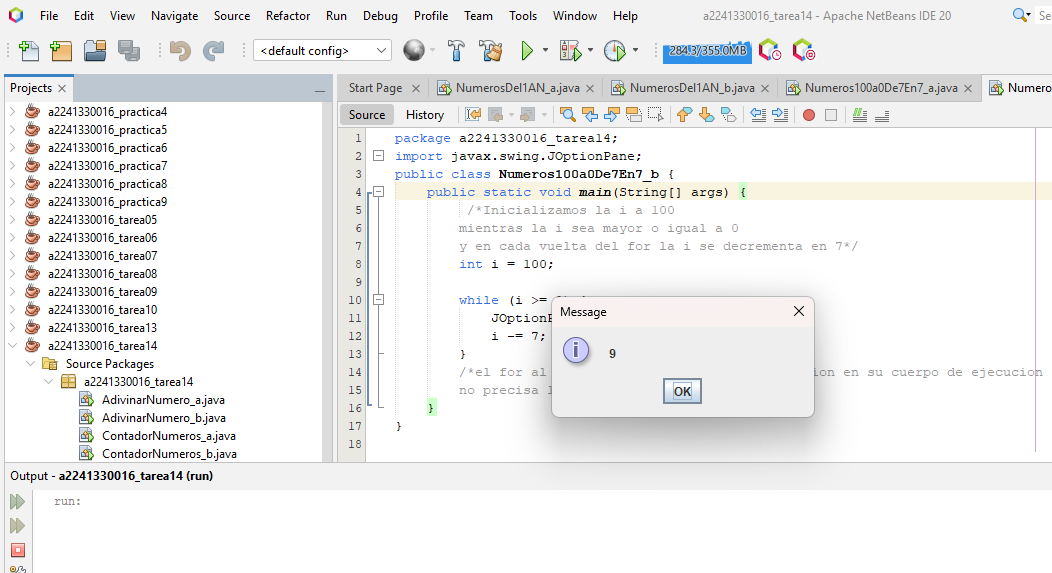 File Edit View Navigate Source Refactor Run Debug Profile Team Tools Window Help a2241330016_tarea14 - Apache NetBeans IDE 20
<default config> 284.3/355.0MB
Projects
a2241330016_practica4
a2241330016_practica5
a2241330016_practica6
a2241330016_practica7
a2241330016_practica8
a2241330016_practica9
a2241330016_tarea05
a2241330016_tarea06
a2241330016_tarea07
a2241330016_tarea08
a2241330016_tarea09
a2241330016_tarea10
a2241330016_tarea13
a2241330016_tarea14
Source Packages
a2241330016_tarea14
AdivinarNumero_a.java
AdivinarNumero_b.java
ContadorNumeros_a.java
ContadorNumeros_b.java
Start Page NumerosDel1AN_a.java NumerosDel1AN_b.java Numeros100a0De7En7_a.java
Source History
1 package a2241330016_tarea14;
2 import javax.swing.JOptionPane;
3 public class Numeros100a0De7En7_b {
4 public static void main(String[] args) {
5 /*Inicializamos la i a 100
6 mientras la i sea mayor o igual a 0
7 y en cada vuelta del for la i se decrementa en 7*/
8 int i = 100;
9
10 while (i >=
11
12 i -= 7;
13 }
14 /*el for al en su cuerpo de ejecucion
15 no precisa
16 }
17 }
18
Message
9
OK
Output - a2241330016_tarea14 (run)
run: